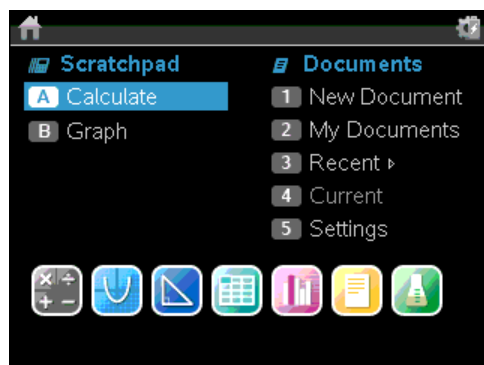 Scratchpad
A Calculate
B Graph
Documents
1 New Document
2 My Documents
3 Recent ▹
4 Current
5 Settings